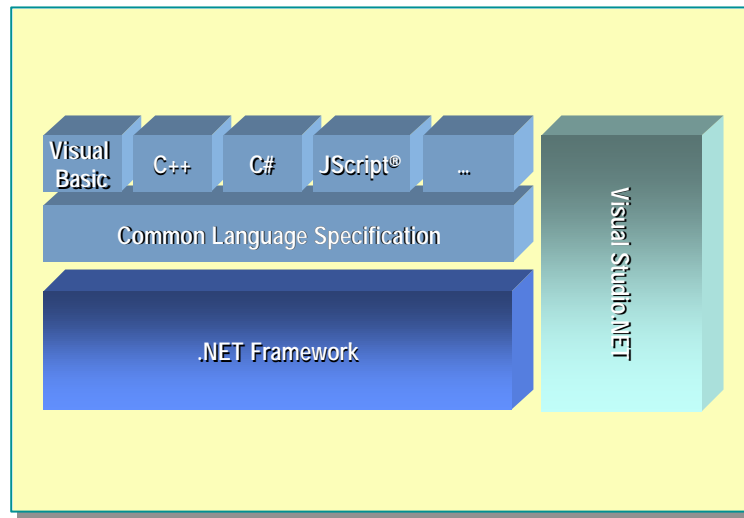 Visual
Basic
C++
C#
JScript®
...
Common Language Specification
.NET Framework
Visual Studio.NET